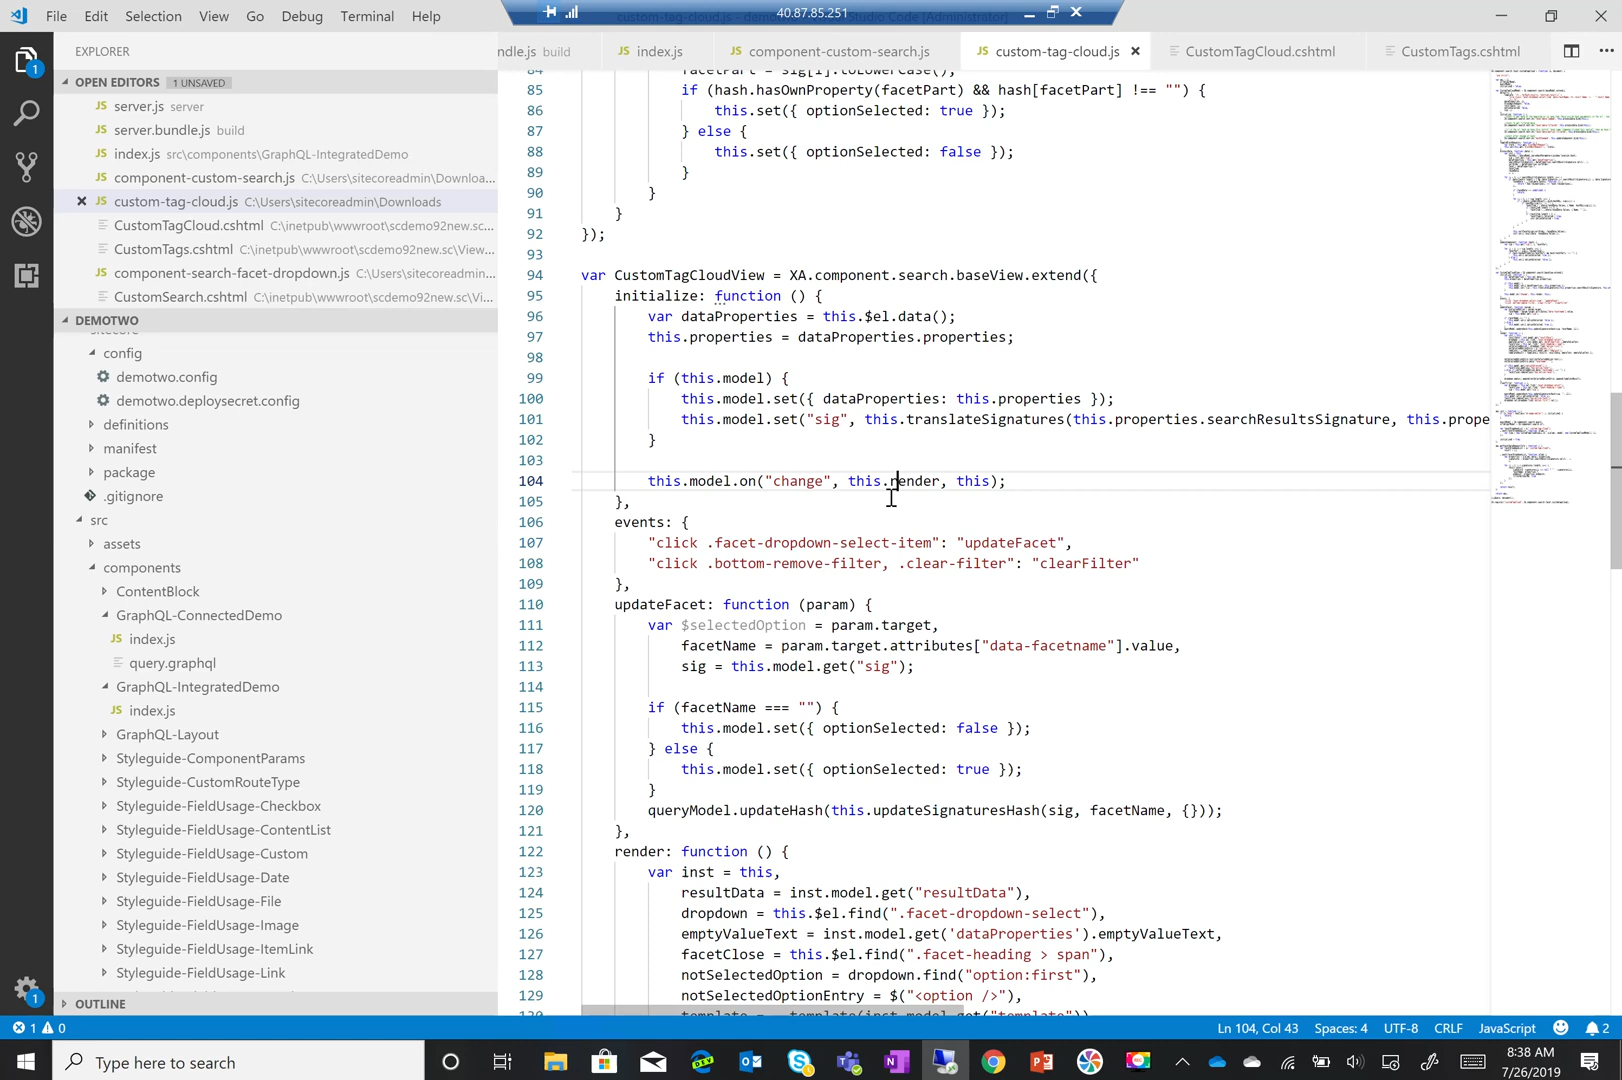 File Edit Selection View Go Debug Terminal Help
40.87.85.251
EXPLORER
OPEN EDITORS 1 UNSAVED
server.js server
server.bundle.js build
index.js src\components\GraphQL-IntegratedDemo
component-custom-search.js C:\Users\sitecoreadmin\Downloa...
custom-tag-cloud.js C:\Users\sitecoreadmin\Downloads
CustomTagCloud.cshtml C:\inetpub\wwwroot\scdemo92new.sc...
CustomTags.cshtml C:\inetpub\wwwroot\scdemo92new.sc\View...
component-search-facet-dropdown.js C:\Users\sitecoreadmin...
CustomSearch.cshtml C:\inetpub\wwwroot\scdemo92new.sc\Vi...
DEMOTWO
config
demotwo.config
demotwo.deploysecret.config
definitions
manifest
package
.gitignore
src
assets
components
ContentBlock
GraphQL-ConnectedDemo
index.js
query.graphql
GraphQL-IntegratedDemo
index.js
GraphQL-Layout
Styleguide-ComponentParams
Styleguide-CustomRouteType
Styleguide-FieldUsage-Checkbox
Styleguide-FieldUsage-ContentList
Styleguide-FieldUsage-Custom
Styleguide-FieldUsage-Date
Styleguide-FieldUsage-File
Styleguide-FieldUsage-Image
Styleguide-FieldUsage-ItemLink
Styleguide-FieldUsage-Link
OUTLINE
ndle.js build index.js component-custom-search.js custom-tag-cloud.js CustomTagCloud.cshtml CustomTags.cshtml
84 facetPart = sig[i].toLowerCase();
85 if (hash.hasOwnProperty(facetPart) && hash[facetPart] !== "") {
86 this.set({ optionSelected: true });
87 } else {
88 this.set({ optionSelected: false });
89 }
90 }
91 }
92 });
93
94 var CustomTagCloudView = XA.component.search.baseView.extend({
95 initialize: function () {
96 var dataProperties = this.$el.data();
97 this.properties = dataProperties.properties;
98
99 if (this.model) {
100 this.model.set({ dataProperties: this.properties });
101 this.model.set("sig", this.translateSignatures(this.properties.searchResultsSignature, this.prope
102 }
103
104 this.model.on("change", this.render, this);
105 },
106 events: {
107 "click .facet-dropdown-select-item": "updateFacet",
108 "click .bottom-remove-filter, .clear-filter": "clearFilter"
109 },
110 updateFacet: function (param) {
111 var $selectedOption = param.target,
112 facetName = param.target.attributes["data-facetname"].value,
113 sig = this.model.get("sig");
114
115 if (facetName === "") {
116 this.model.set({ optionSelected: false });
117 } else {
118 this.model.set({ optionSelected: true });
119 }
120 queryModel.updateHash(this.updateSignaturesHash(sig, facetName, {}));
121 },
122 render: function () {
123 var inst = this,
124 resultData = inst.model.get("resultData"),
125 dropdown = this.$el.find(".facet-dropdown-select"),
126 emptyValueText = inst.model.get('dataProperties').emptyValueText,
127 facetClose = this.$el.find(".facet-heading > span"),
128 notSelectedOption = dropdown.find("option:first"),
129 notSelectedOptionEntry = $("<option />"),
1 0 Ln 104, Col 43 Spaces: 4 UTF-8 CRLF JavaScript 2
Type here to search
8:38 AM
7/26/2019